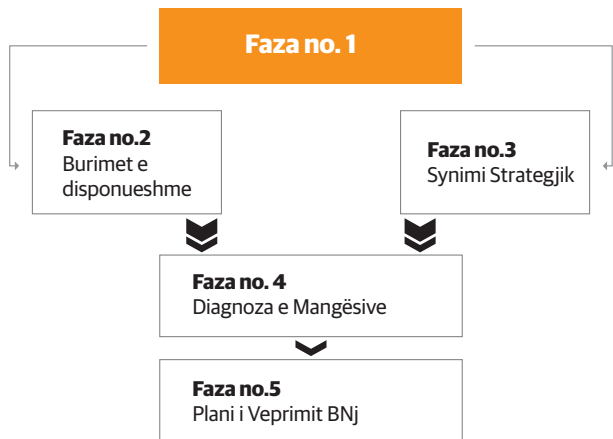 Faza no. 1
Faza no.2
Burimet e
disponueshme
Faza no.3
Synimi Strategjik
Faza no. 4
Diagnoza e Mangësive
Faza no.5
Plani i Veprimit BNj